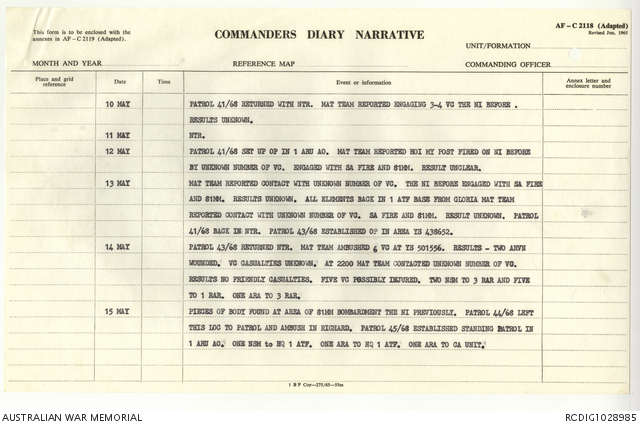 This form is to be enclosed with the
annexes in AF-C 2119 (Adapted).
COMMANDERS DIARY NARRATIVE
AF-C 2118 (Adapted)
Revised Jun. 1965
UNIT/FORMATION
MONTH AND YEAR
REFERENCE MAP
COMMANDING OFFICER
Place and grid reference
Date
Time
Event or information
Annex letter and enclosure number
10 MAY PATROL 41/68 RETURNED WITH NTR. MAT TEAM REPORTED ENGAGING 3-4 VC THE NI BEFORE .
RESULTS UNKNOWN.
11 MAY NTR.
12 MAY PATROL 41/68 SET UP OP IN 1 ARU AO. MAT TEAM REPORTED HOI MY POST FIRED ON NI BEFORE
BY UNKNOWN NUMBER OF VC. ENGAGED WITH SA FIRE AND 81MM. RESULT UNCLEAR.
13 MAY MAT TEAM REPORTED CONTACT WITH UNKNOWN NUMBER OF VC. THE NI BEFORE ENGAGED WITH SA FIRE
AND 81MM. RESULTS UNKNOWN. ALL ELEMENTS BACK IN 1 ATF BASE FROM GLORIA MAT TEAM
REPORTED CONTACT WITH UNKNOWN NUMBER OF VC. SA FIRE AND 81MM. RESULT UNKNOWN. PATROL
41/68 BACK IN NTR. PATROL 43/68 ESTABLISHED OP IN AREA YS 438652.
14 MAY PATROL 43/68 RETURNED NTR. MAT TEAM AMBUSHED 6 VC AT YS 501556. RESULTS - TWO ARVN
WOUNDED. VC CASUALTIES UNKNOWN. AT 2200 MAT TEAM CONTACTED UNKNOWN NUMBER OF VC.
RESULTS NO FRIENDLY CASUALTIES. FIVE VC POSSIBLY INJURED. TWO NSM TO 3 RAR AND FIVE
TO 1 RAR. ONE ARA TO 3 RAR.
15 MAY PIECES OF BODY FOUND AT AREA OF 81MM BOMBARDMENT THE NI PREVIOUSLY. PATROL 44/68 LEFT
THIS LOC TO PATROL AND AMBUSH IN RICHARD. PATROL 45/68 ESTABLISHED STANDING PATROL IN
1 ARU AO. ONE NSM to HQ 1 ATF. ONE ARA TO HQ 1 ATF. ONE ARA TO CA UNIT.
AUSTRALIAN WAR MEMORIAL
RCDIG1028985